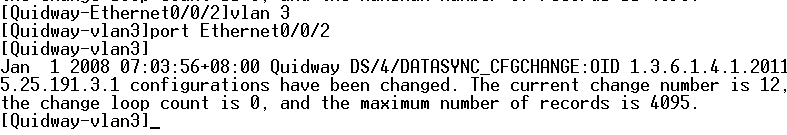 [Quidway-Ethernet0/0/2]vlan 3
[Quidway-vlan3]port Ethernet0/0/2
[Quidway-vlan3]
Jan  1 2008 07:03:56+08:00 Quidway DS/4/DATASYNC_CFGCHANGE:OID 1.3.6.1.4.1.2011
5.25.191.3.1 configurations have been changed. The current change number is 12,
the change loop count is 0, and the maximum number of records is 4095.
[Quidway-vlan3]_